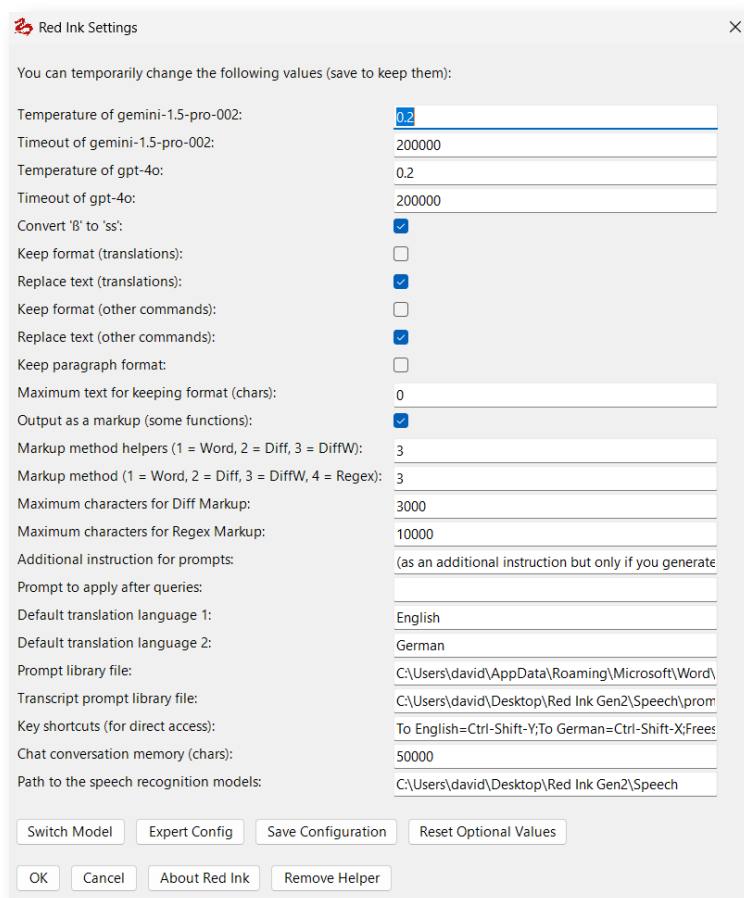 Red Ink Settings
You can temporarily change the following values (save to keep them):
Temperature of gemini-1.5-pro-002: 0.2
Timeout of gemini-1.5-pro-002: 200000
Temperature of gpt-4o: 0.2
Timeout of gpt-4o: 200000
Convert 'ß' to 'ss':
Keep format (translations):
Replace text (translations):
Keep format (other commands):
Replace text (other commands):
Keep paragraph format:
Maximum text for keeping format (chars): 0
Output as a markup (some functions):
Markup method helpers (1 = Word, 2 = Diff, 3 = DiffW): 3
Markup method (1 = Word, 2 = Diff, 3 = DiffW, 4 = Regex): 3
Maximum characters for Diff Markup: 3000
Maximum characters for Regex Markup: 10000
Additional instruction for prompts: (as an additional instruction but only if you generate
Prompt to apply after queries:
Default translation language 1: English
Default translation language 2: German
Prompt library file: C:\Users\david\AppData\Roaming\Microsoft\Word\
Transcript prompt library file: C:\Users\david\Desktop\Red Ink Gen2\Speech\prom
Key shortcuts (for direct access): To English=Ctrl-Shift-Y;To German=Ctrl-Shift-X;Frees
Chat conversation memory (chars): 50000
Path to the speech recognition models: C:\Users\david\Desktop\Red Ink Gen2\Speech
Switch Model Expert Config Save Configuration Reset Optional Values
OK Cancel About Red Ink Remove Helper